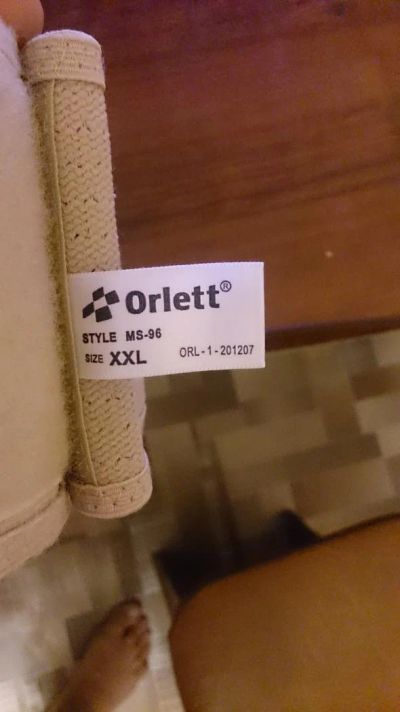 Orlett®
STYLE MS-96
SIZE XXL ORL-1-201207